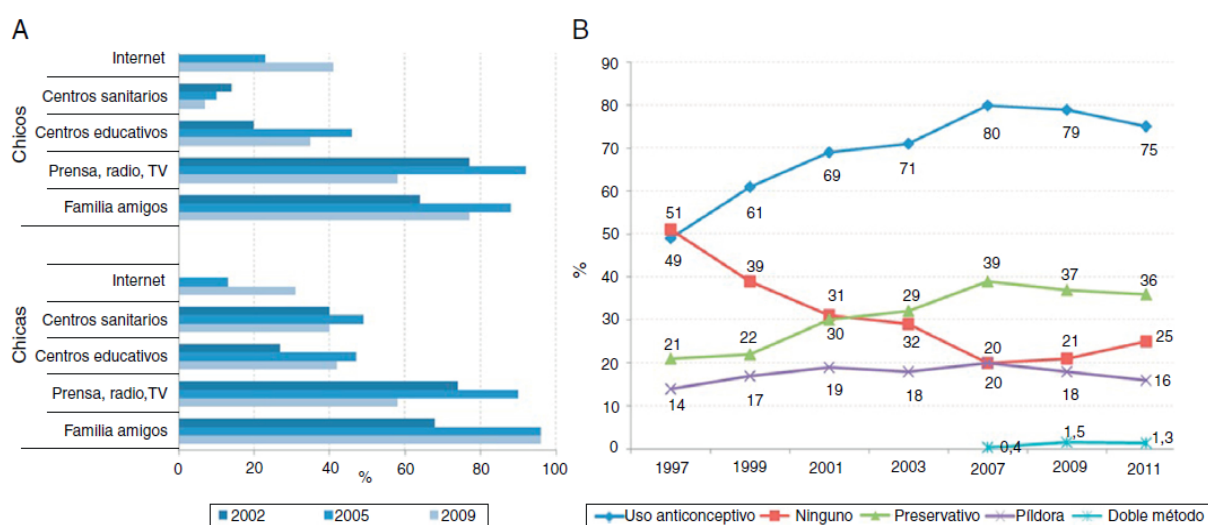 A
Chicos
Internet
Centros sanitarios
Centros educativos
Prensa, radio, TV
Familia amigos
Chicas
Internet
Centros sanitarios
Centros educativos
Prensa, radio,TV
Familia amigos
0 20 40 60 80 100
%
2002 2005 2009
B
%
90
80
70
60
50
40
30
20
10
0
49 61 69 71 80 79 75
51 39 31 29 20 21 25
21 22 30 32 39 37 36
14 17 19 18 20 18 16
0,4 1,5 1,3
1997 1999 2001 2003 2007 2009 2011
Uso anticonceptivo Ninguno Preservativo Píldora Doble método